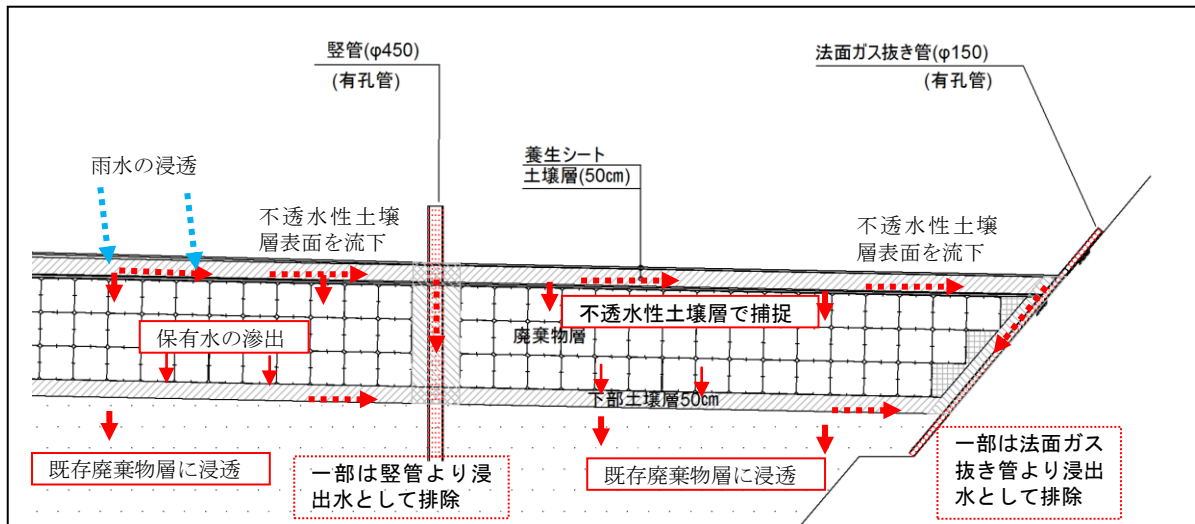 竪管(φ450)
(有孔管)
法面ガス抜き管(φ150)
(有孔管)
養生シート
土壌層(50㎝)
雨水の浸透
不透水性土壌
層表面を流下
不透水性土壌
層表面を流下
不透水性土壌層で捕捉
廃棄物層
保有水の滲出
下部土壌層50㎝
既存廃棄物層に浸透
一部は竪管より浸
出水として排除
既存廃棄物層に浸透
一部は法面ガス
抜き管より浸出
水として排除